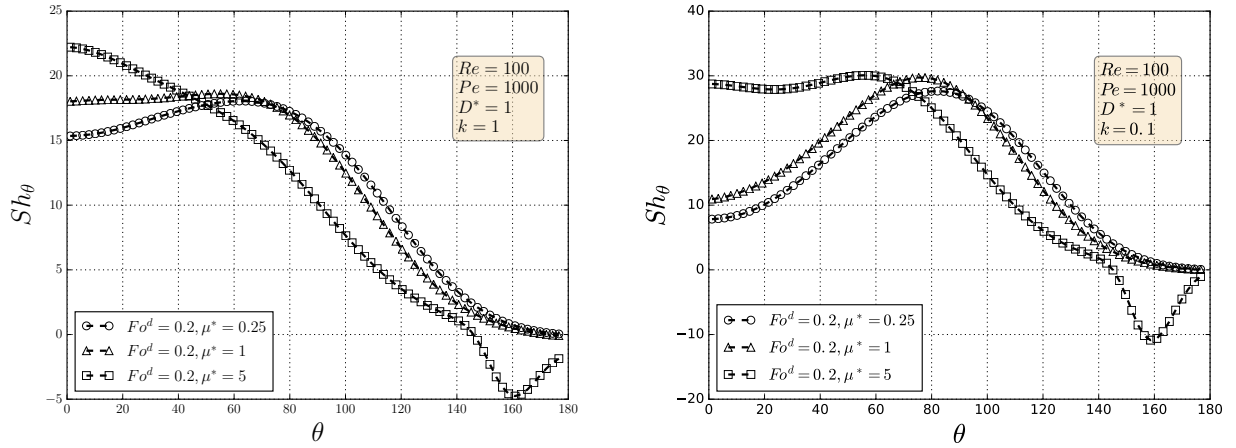 25
20
15
10
5
0
−5
0 20 40 60 80 100 120 140 160 180
Sh_θ
θ
Re = 100
Pe = 1000
D* = 1
k = 1
Fo^d = 0.2, μ* = 0.25
Fo^d = 0.2, μ* = 1
Fo^d = 0.2, μ* = 5
40
30
20
10
0
−10
−20
0 20 40 60 80 100 120 140 160 180
Sh_θ
θ
Re = 100
Pe = 1000
D* = 1
k = 0.1
Fo^d = 0.2, μ* = 0.25
Fo^d = 0.2, μ* = 1
Fo^d = 0.2, μ* = 5